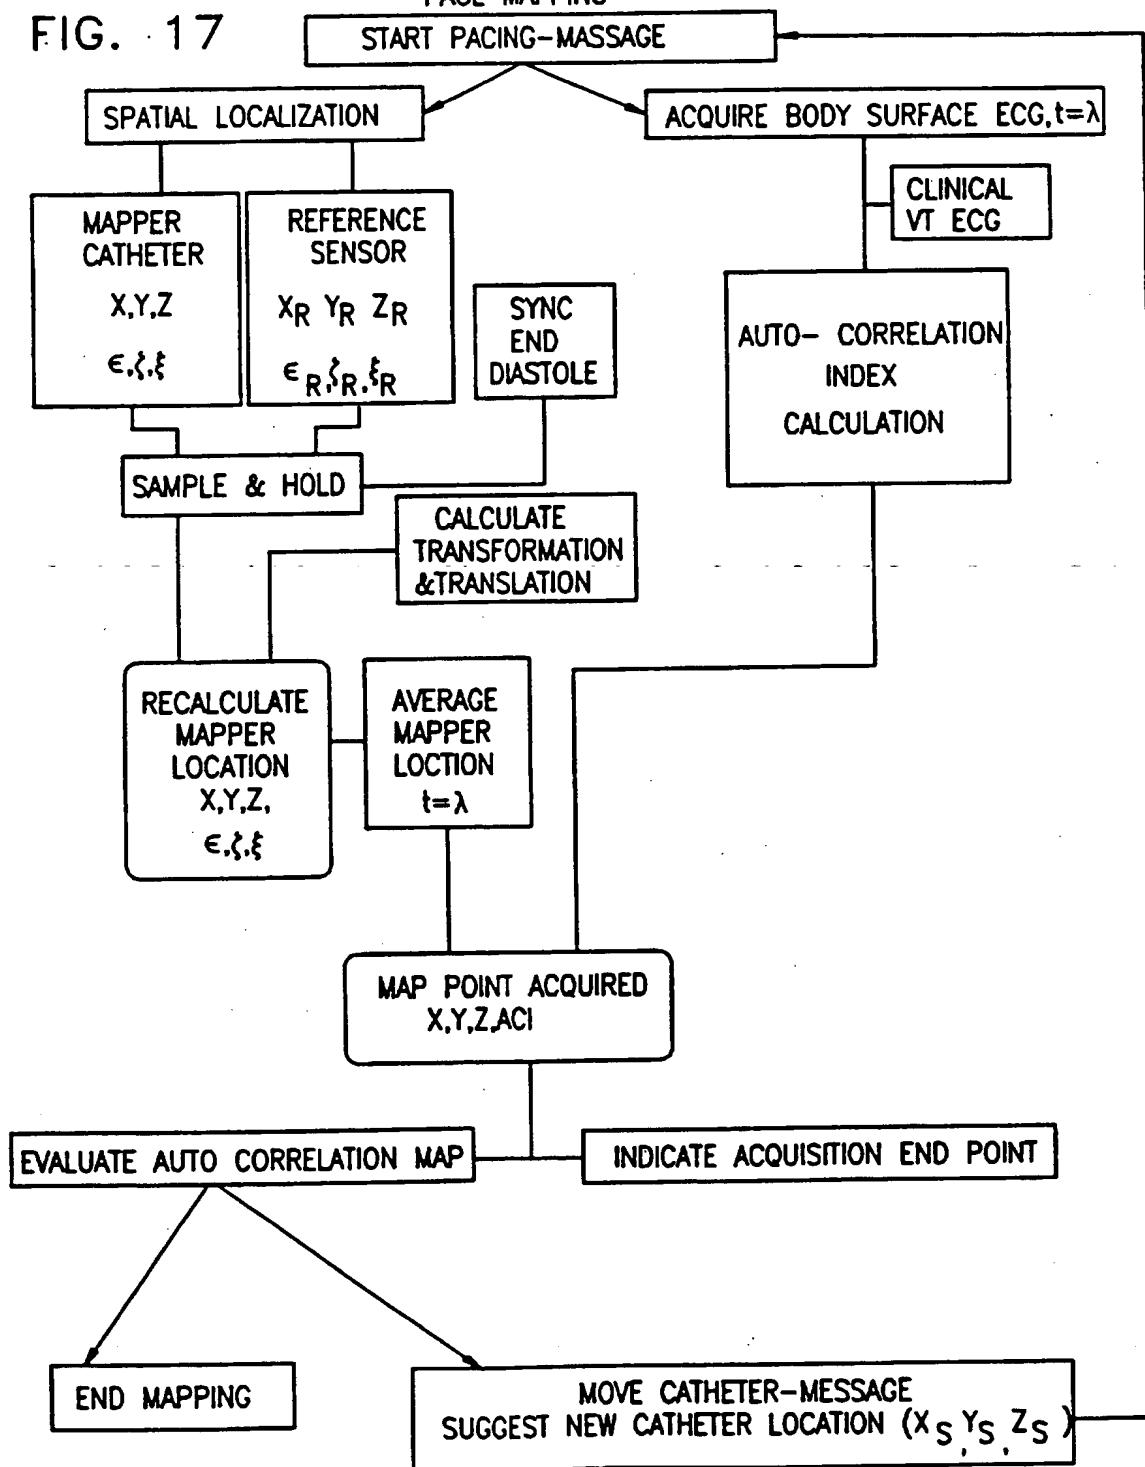 PACE MAPPING
FIG. 17
START PACING-MASSAGE
SPATIAL LOCALIZATION
ACQUIRE BODY SURFACE ECG, t=λ
CLINICAL
VT ECG
MAPPER
CATHETER
X,Y,Z
ϵ,ζ,ξ
REFERENCE
SENSOR
XR YR ZR
ϵR,ζR,ξR
SYNC
END
DIASTOLE
AUTO- CORRELATION
INDEX
CALCULATION
SAMPLE & HOLD
CALCULATE
TRANSFORMATION
&TRANSLATION
RECALCULATE
MAPPER
LOCATION
X,Y,Z,
ϵ,ζ,ξ
AVERAGE
MAPPER
LOCTION
t=λ
MAP POINT ACQUIRED
X,Y,Z,ACI
EVALUATE AUTO CORRELATION MAP
INDICATE ACQUISITION END POINT
END MAPPING
MOVE CATHETER-MESSAGE
SUGGEST NEW CATHETER LOCATION (XS,YS,ZS)